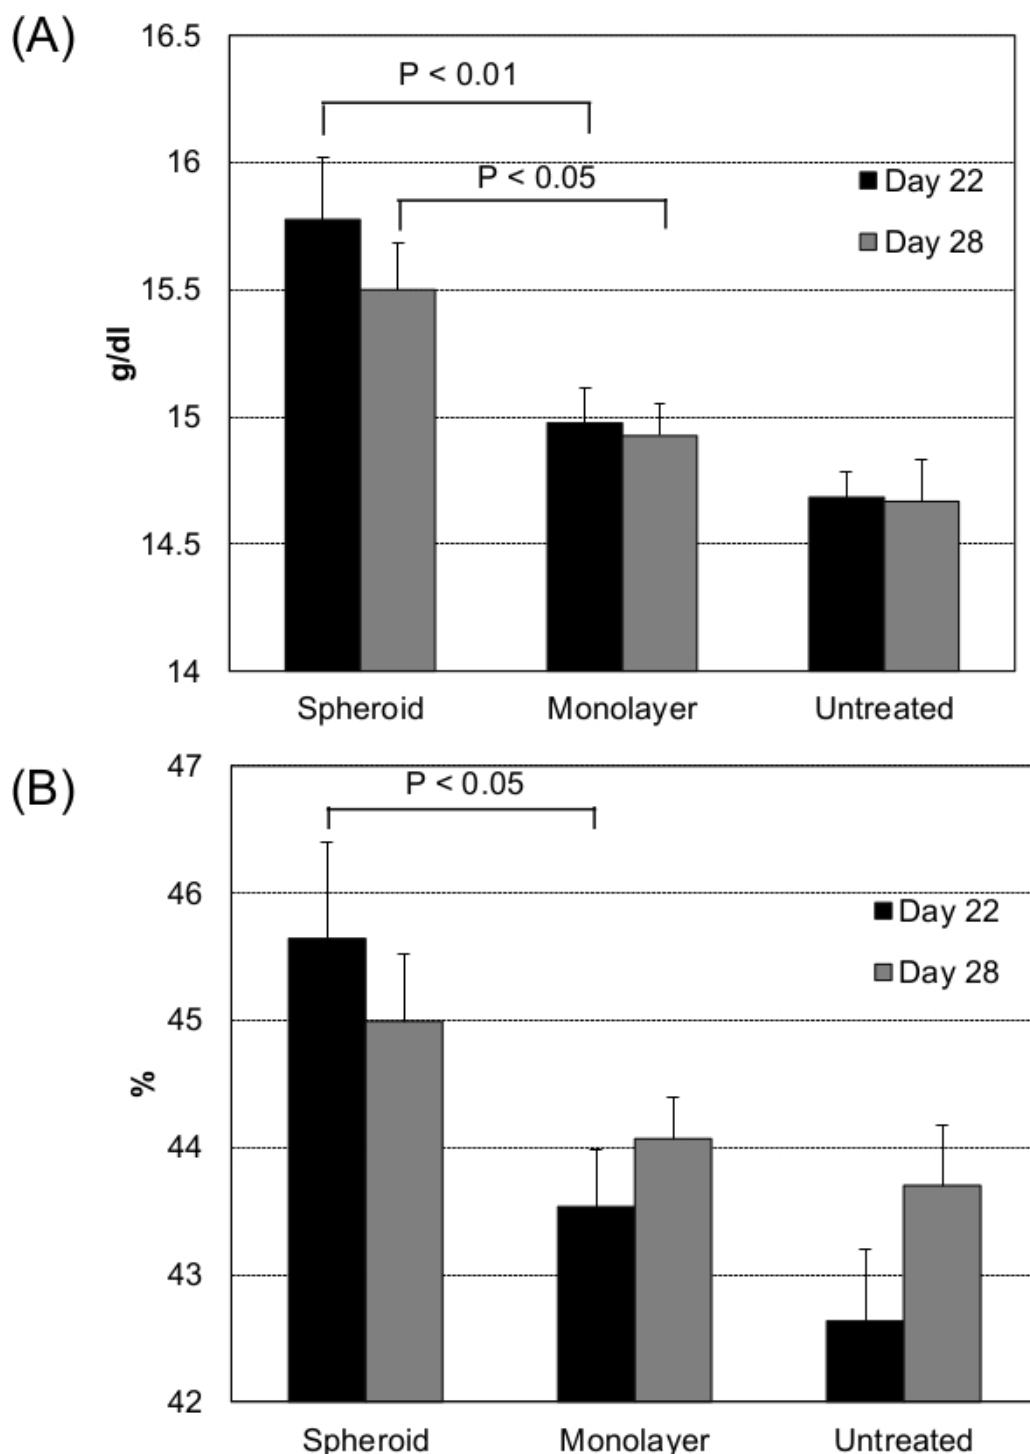 (A)
16.5
P < 0.01
16
P < 0.05
Day 22
Day 28
15.5
g/dl
15
14.5
14
Spheroid Monolayer Untreated
(B)
47
P < 0.05
46
Day 22
Day 28
45
%
44
43
42
Spheroid Monolayer Untreated